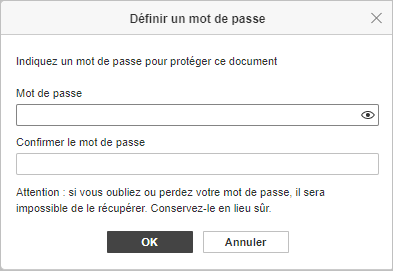 Définir un mot de passe
Indiquez un mot de passe pour protéger ce document
Mot de passe
Confirmer le mot de passe
Attention : si vous oubliez ou perdez votre mot de passe, il sera
impossible de le récupérer. Conservez-le en lieu sûr.
OK
Annuler